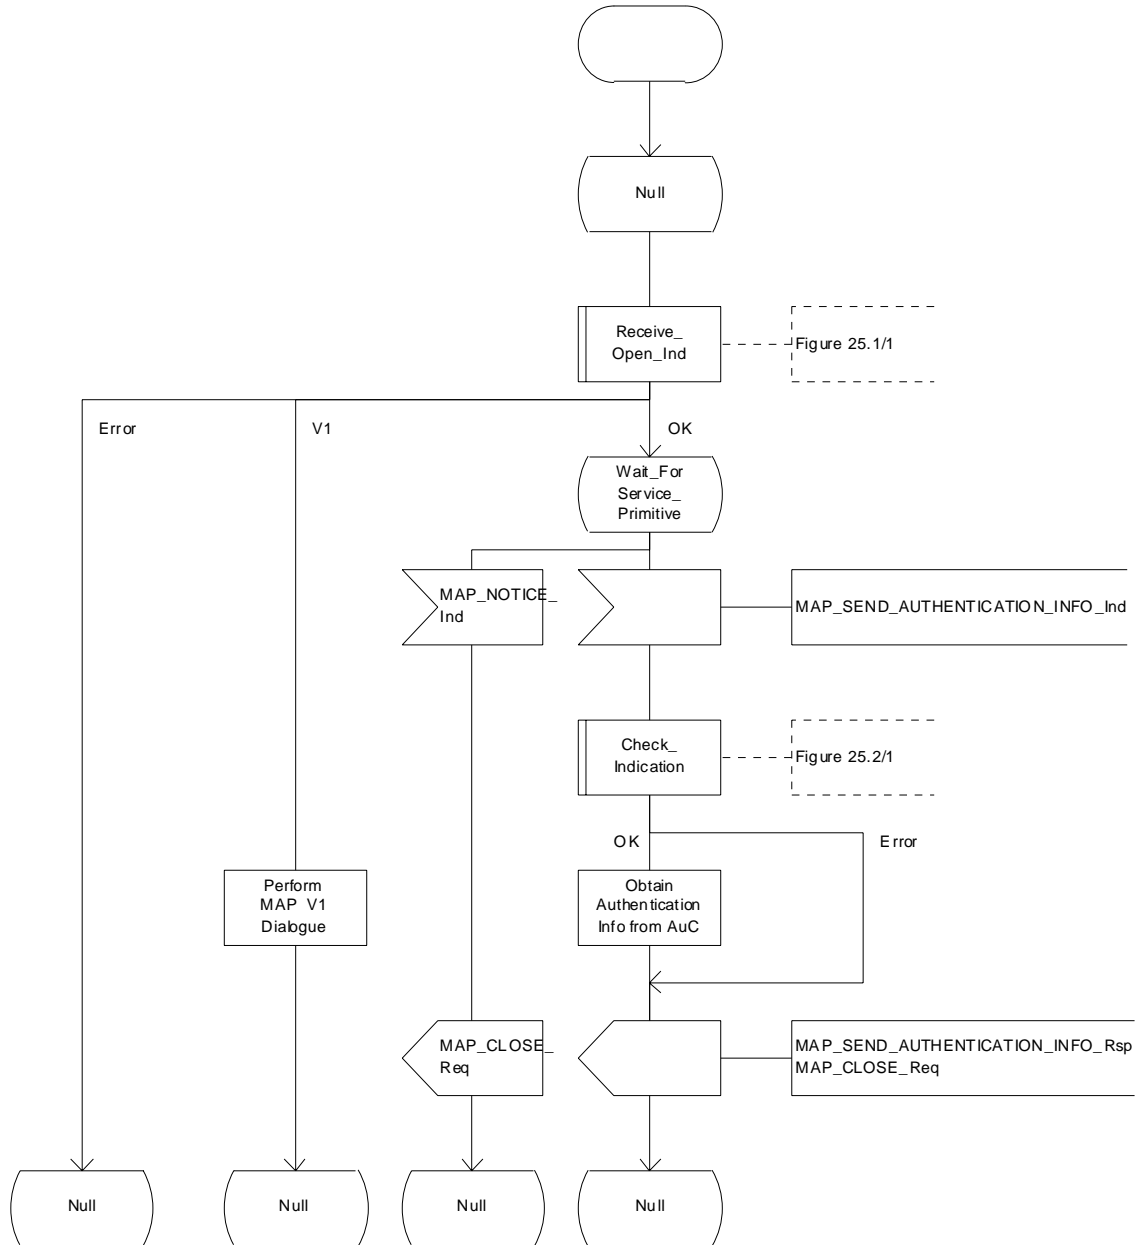 Null
Receive_
Open_Ind
Figure 25.1/1
Error
V1
OK
Wait_For
Service_
Primitive
MAP_NOTICE_
Ind
MAP_SEND_AUTHENTICATION_INFO_Ind
Check_
Indication
Figure 25.2/1
OK
Error
Perform
MAP V1
Dialogue
Obtain
Authentication
Info from AuC
MAP_CLOSE_
Req
MAP_SEND_AUTHENTICATION_INFO_Rsp
MAP_CLOSE_Req
Null
Null
Null
Null